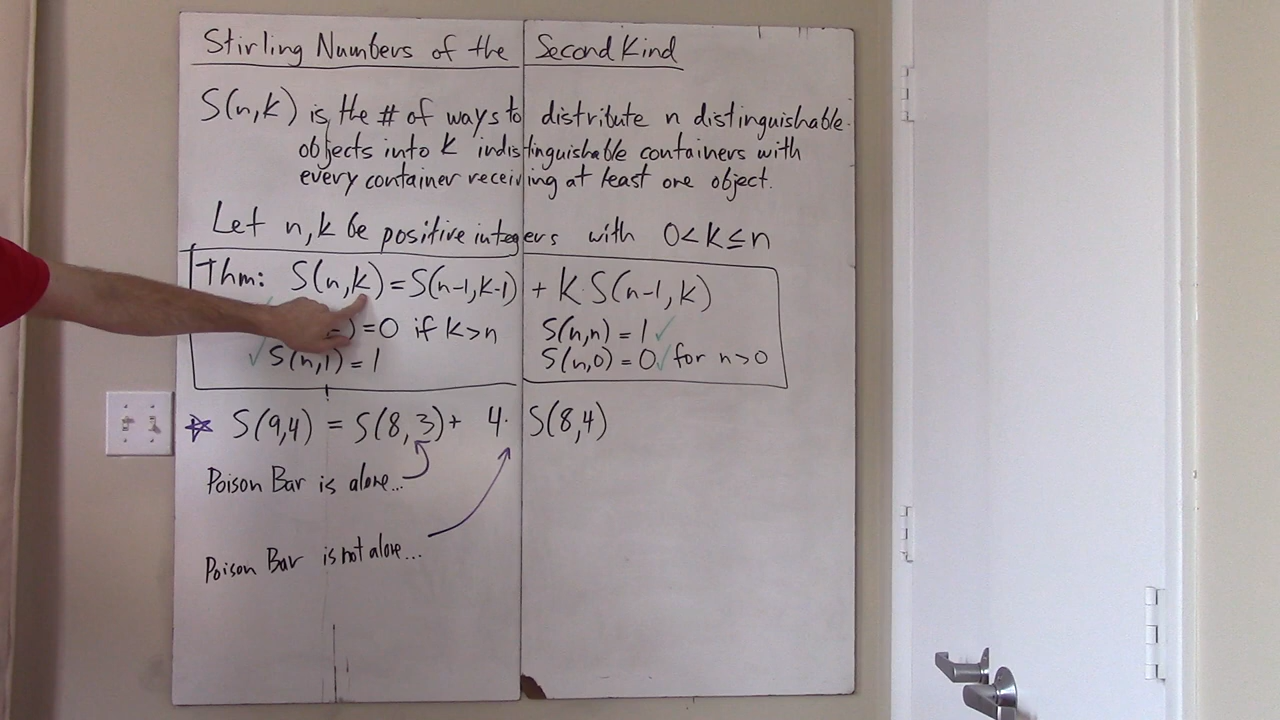 Stirling Numbers of the Second Kind
S(n,k) is the # of ways to distribute n distinguishable
objects into k indistinguishable containers with
every container receiving at least one object.
Let n,k be positive integers with 0<k≤n
Thm: S(n,k)=S(n-1,k-1) + k·S(n-1,k)
)=0 if k>n S(n,n)=1 ✓
✓ S(n,1)=1 S(n,0)=0 ✓ for n>0
☆ S(9,4) = S(8,3)+ 4· S(8,4)
Poison Bar is alone...
Poison Bar is not alone...